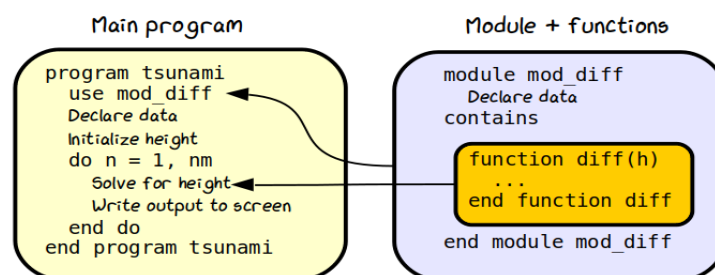 Main program
program tsunami
use mod_diff
Declare data
Initialize height
do n = 1, nm
Solve for height
Write output to screen
end do
end program tsunami
Module + functions
module mod_diff
Declare data
contains
function diff(h)
...
end function diff
end module mod_diff